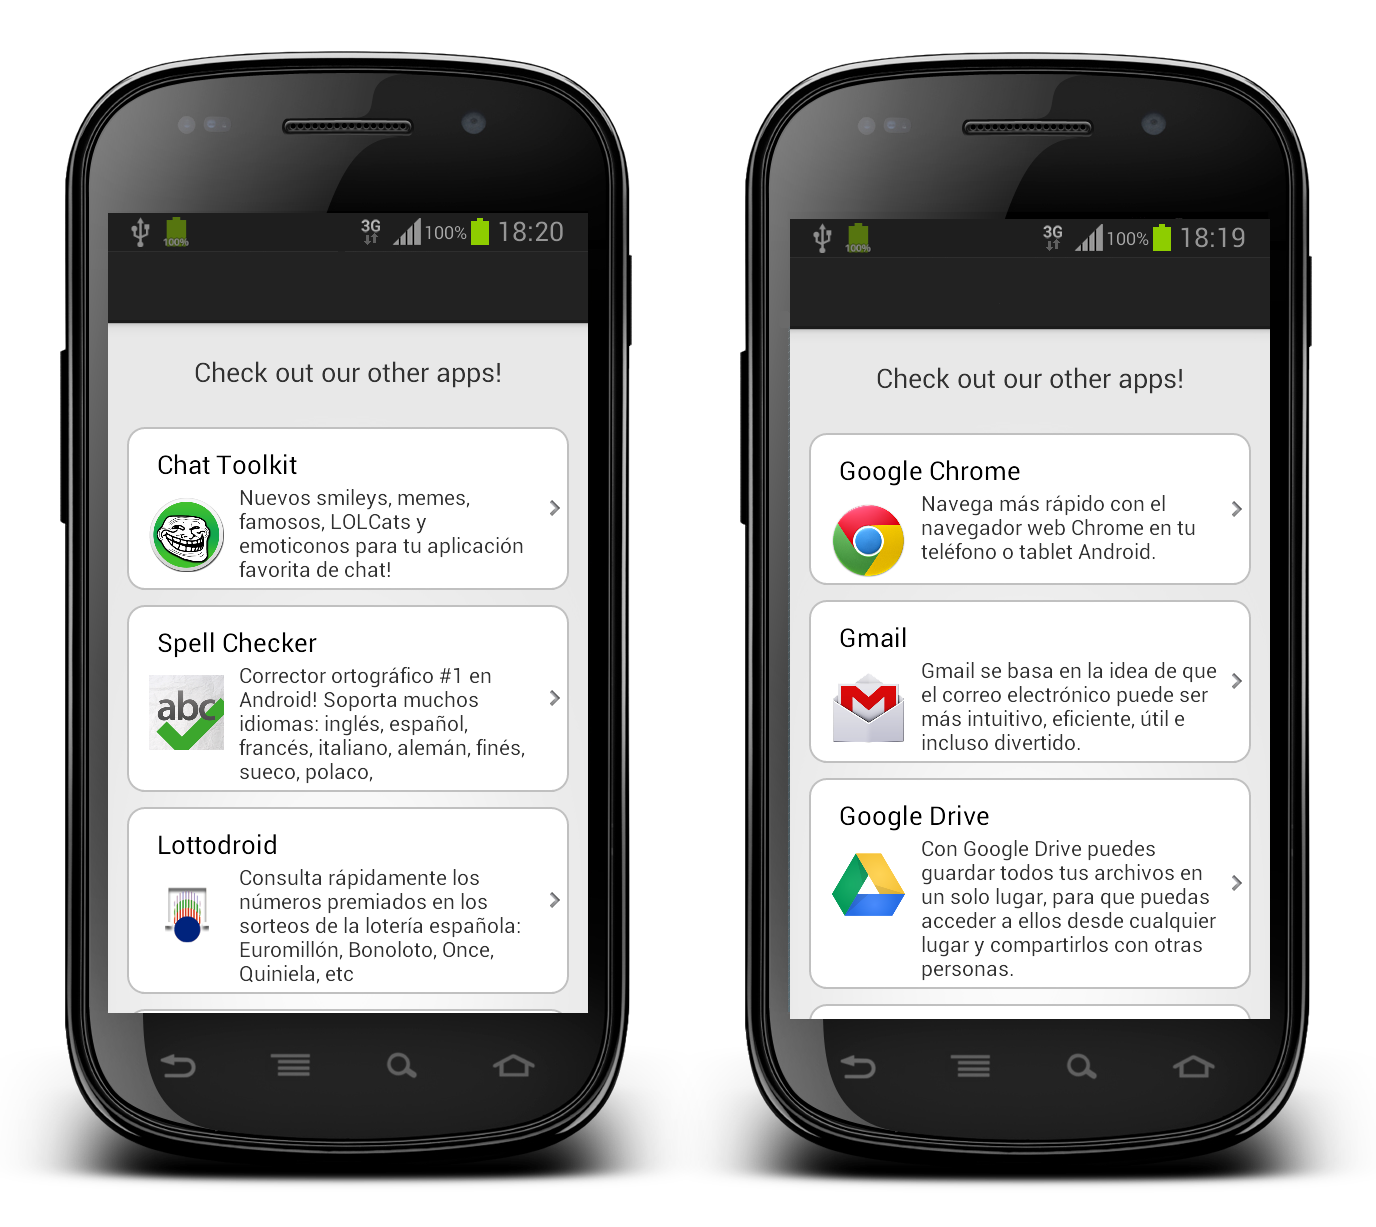 100%
3G
100%
18:20
Check out our other apps!
Chat Toolkit
Nuevos smileys, memes,
famosos, LOLCats y
emoticonos para tu aplicación
favorita de chat!
Spell Checker
abc
Corrector ortográfico #1 en
Android! Soporta muchos
idiomas: inglés, español,
francés, italiano, alemán, finés,
sueco, polaco,
Lottodroid
Consulta rápidamente los
números premiados en los
sorteos de la lotería española:
Euromillón, Bonoloto, Once,
Quiniela, etc
100%
3G
100%
18:19
Check out our other apps!
Google Chrome
Navega más rápido con el
navegador web Chrome en tu
teléfono o tablet Android.
Gmail
Gmail se basa en la idea de que
el correo electrónico puede ser
más intuitivo, eficiente, útil e
incluso divertido.
Google Drive
Con Google Drive puedes
guardar todos tus archivos en
un solo lugar, para que puedas
acceder a ellos desde cualquier
lugar y compartirlos con otras
personas.